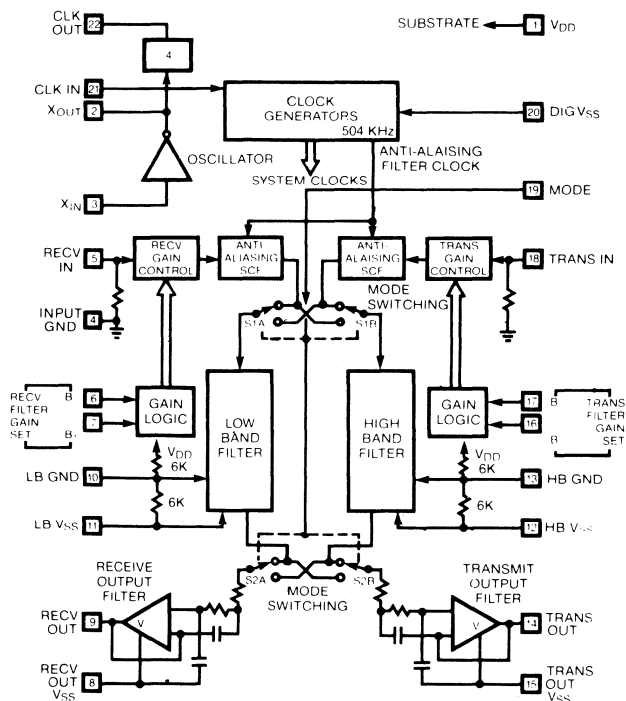 CLK OUT 22
4
SUBSTRATE 1 VDD
CLK IN 21
XOUT 2
CLOCK GENERATORS
504 KHz
20 DIG VSS
OSCILLATOR
ANTI-ALAISING FILTER CLOCK
SYSTEM CLOCKS
19 MODE
XIN 3
RECV IN 5
RECV GAIN CONTROL
ANTI ALIASING SCF
ANTI-ALAISING SCF
TRANS GAIN CONTROL
18 TRANS IN
MODE SWITCHING
INPUT GND 4
S1A
S1B
RECV FILTER GAIN SET
B
6
B
7
GAIN LOGIC
LOW BAND FILTER
HIGH BAND FILTER
GAIN LOGIC
17
B
16
B
TRANS FILTER GAIN SET
VDD
6K
VDD
6K
LB GND 10
13 HB GND
6K
6K
LB VSS 11
12 HB VSS
RECEIVE OUTPUT FILTER
S2A
S2B
MODE SWITCHING
TRANSMIT OUTPUT FILTER
RECV OUT 9
V
V
14 TRANS OUT
RECV OUT VSS 8
15 TRANS OUT VSS